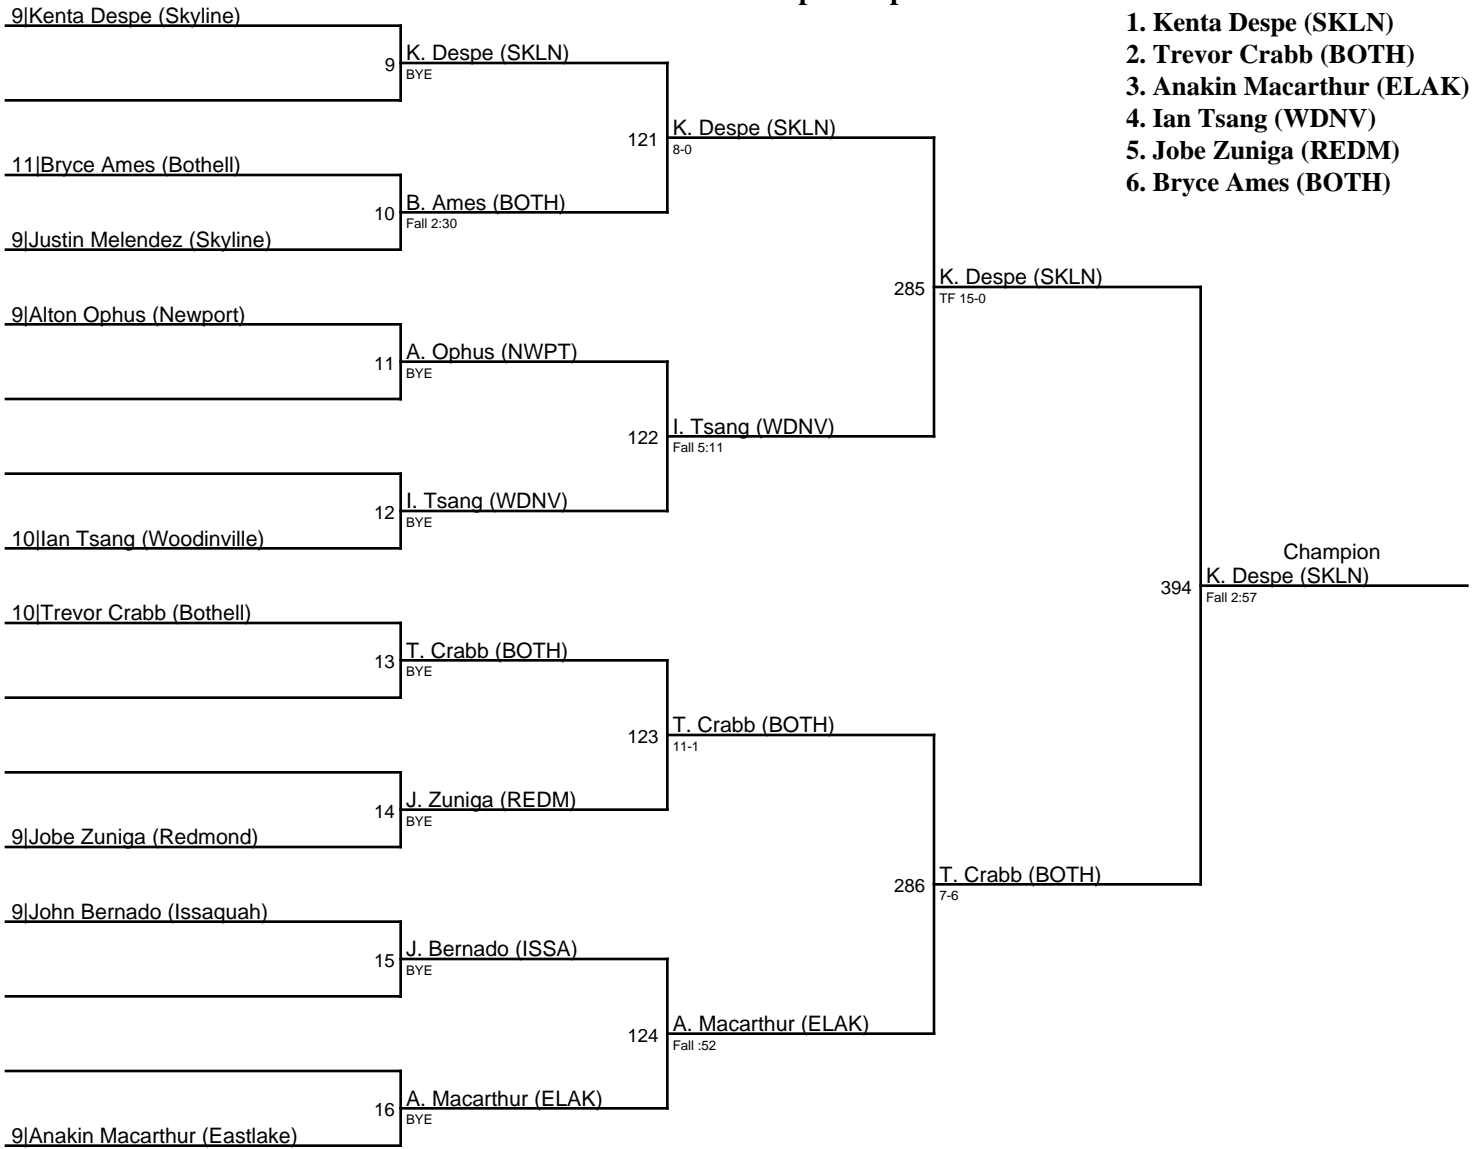 1. Kenta Despe (SKLN)
2. Trevor Crabb (BOTH)
3. Anakin Macarthur (ELAK)
4. Ian Tsang (WDNV)
5. Jobe Zuniga (REDM)
6. Bryce Ames (BOTH)
9|Kenta Despe (Skyline)
9
K. Despe (SKLN)
BYE
121
K. Despe (SKLN)
8-0
11|Bryce Ames (Bothell)
10
B. Ames (BOTH)
Fall 2:30
9|Justin Melendez (Skyline)
285
K. Despe (SKLN)
TF 15-0
9|Alton Ophus (Newport)
11
A. Ophus (NWPT)
BYE
122
I. Tsang (WDNV)
Fall 5:11
12
I. Tsang (WDNV)
BYE
10|Ian Tsang (Woodinville)
Champion
394
K. Despe (SKLN)
Fall 2:57
10|Trevor Crabb (Bothell)
13
T. Crabb (BOTH)
BYE
123
T. Crabb (BOTH)
11-1
14
J. Zuniga (REDM)
BYE
9|Jobe Zuniga (Redmond)
286
T. Crabb (BOTH)
7-6
9|John Bernado (Issaquah)
15
J. Bernado (ISSA)
BYE
124
A. Macarthur (ELAK)
Fall :52
16
A. Macarthur (ELAK)
BYE
9|Anakin Macarthur (Eastlake)